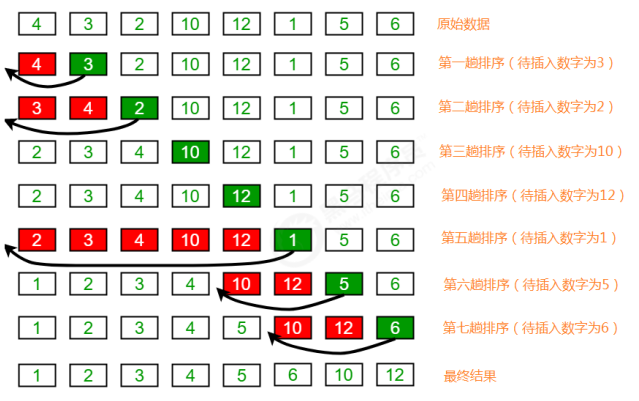 4 3 2 10 12 1 5 6 原始数据
4 3 2 10 12 1 5 6 第一趟排序（待插入数字为3）
3 4 2 10 12 1 5 6 第二趟排序（待插入数字为2）
2 3 4 10 12 1 5 6 第三趟排序（待插入数字为10）
2 3 4 10 12 1 5 6 第四趟排序（待插入数字为12）
2 3 4 10 12 1 5 6 第五趟排序（待插入数字为1）
1 2 3 4 10 12 5 6 第六趟排序（待插入数字为5）
1 2 3 4 5 10 12 6 第七趟排序（待插入数字为6）
1 2 3 4 5 6 10 12 最终结果